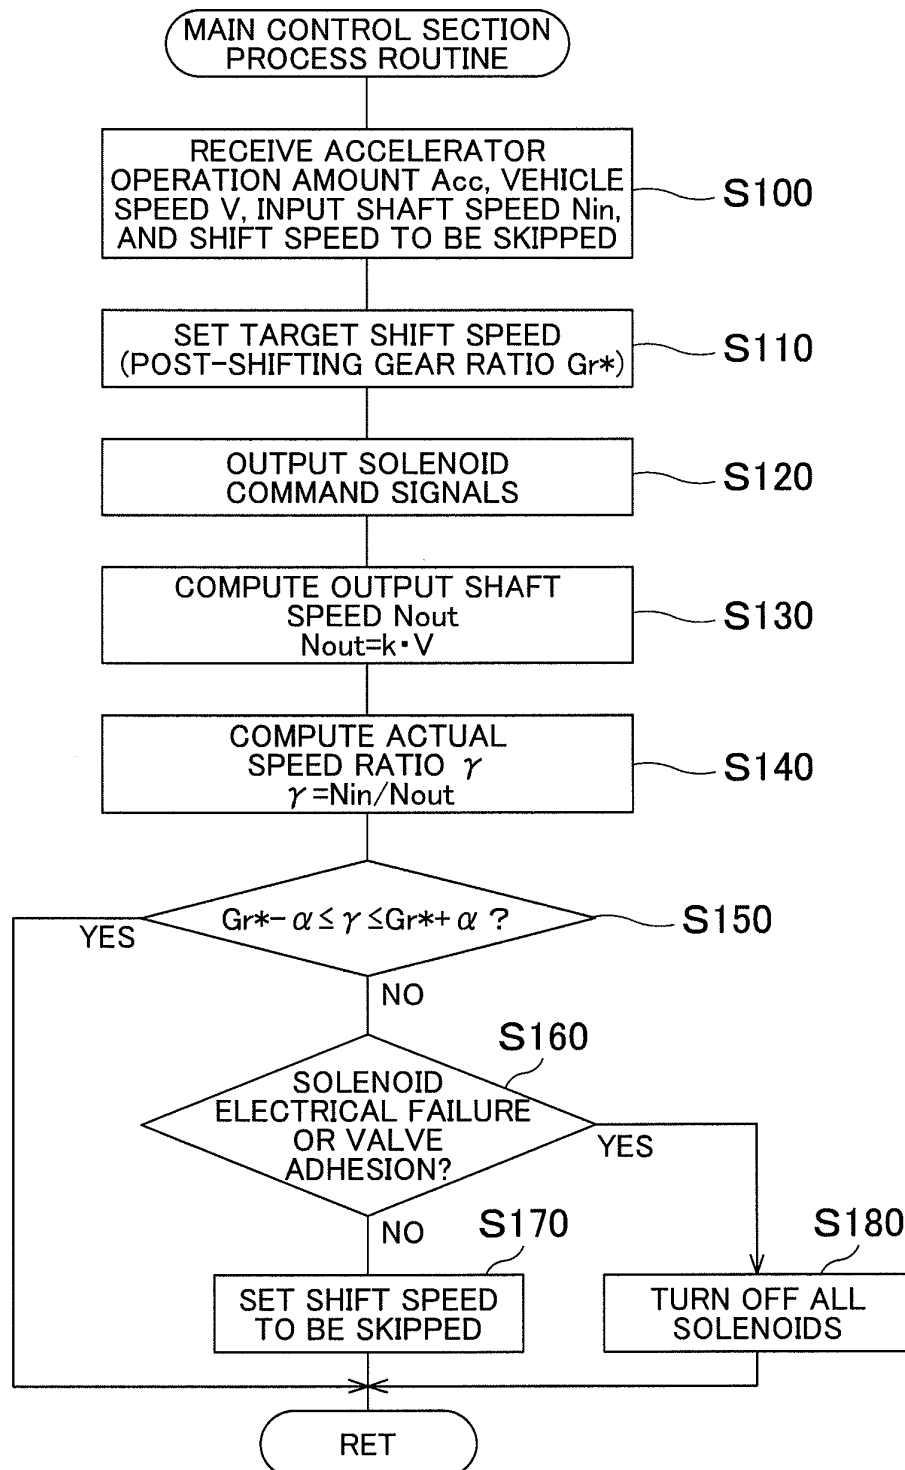 MAIN CONTROL SECTION
PROCESS ROUTINE
RECEIVE ACCELERATOR
OPERATION AMOUNT Acc, VEHICLE
SPEED V, INPUT SHAFT SPEED Nin,
AND SHIFT SPEED TO BE SKIPPED
S100
SET TARGET SHIFT SPEED
(POST-SHIFTING GEAR RATIO Gr*)
S110
OUTPUT SOLENOID
COMMAND SIGNALS
S120
COMPUTE OUTPUT SHAFT
SPEED Nout
Nout=k・V
S130
COMPUTE ACTUAL
SPEED RATIO γ
γ=Nin/Nout
S140
Gr*-α≤γ≤Gr*+α ?
S150
YES
NO
S160
SOLENOID
ELECTRICAL FAILURE
OR VALVE
ADHESION?
YES
NO
S170
SET SHIFT SPEED
TO BE SKIPPED
S180
TURN OFF ALL
SOLENOIDS
RET